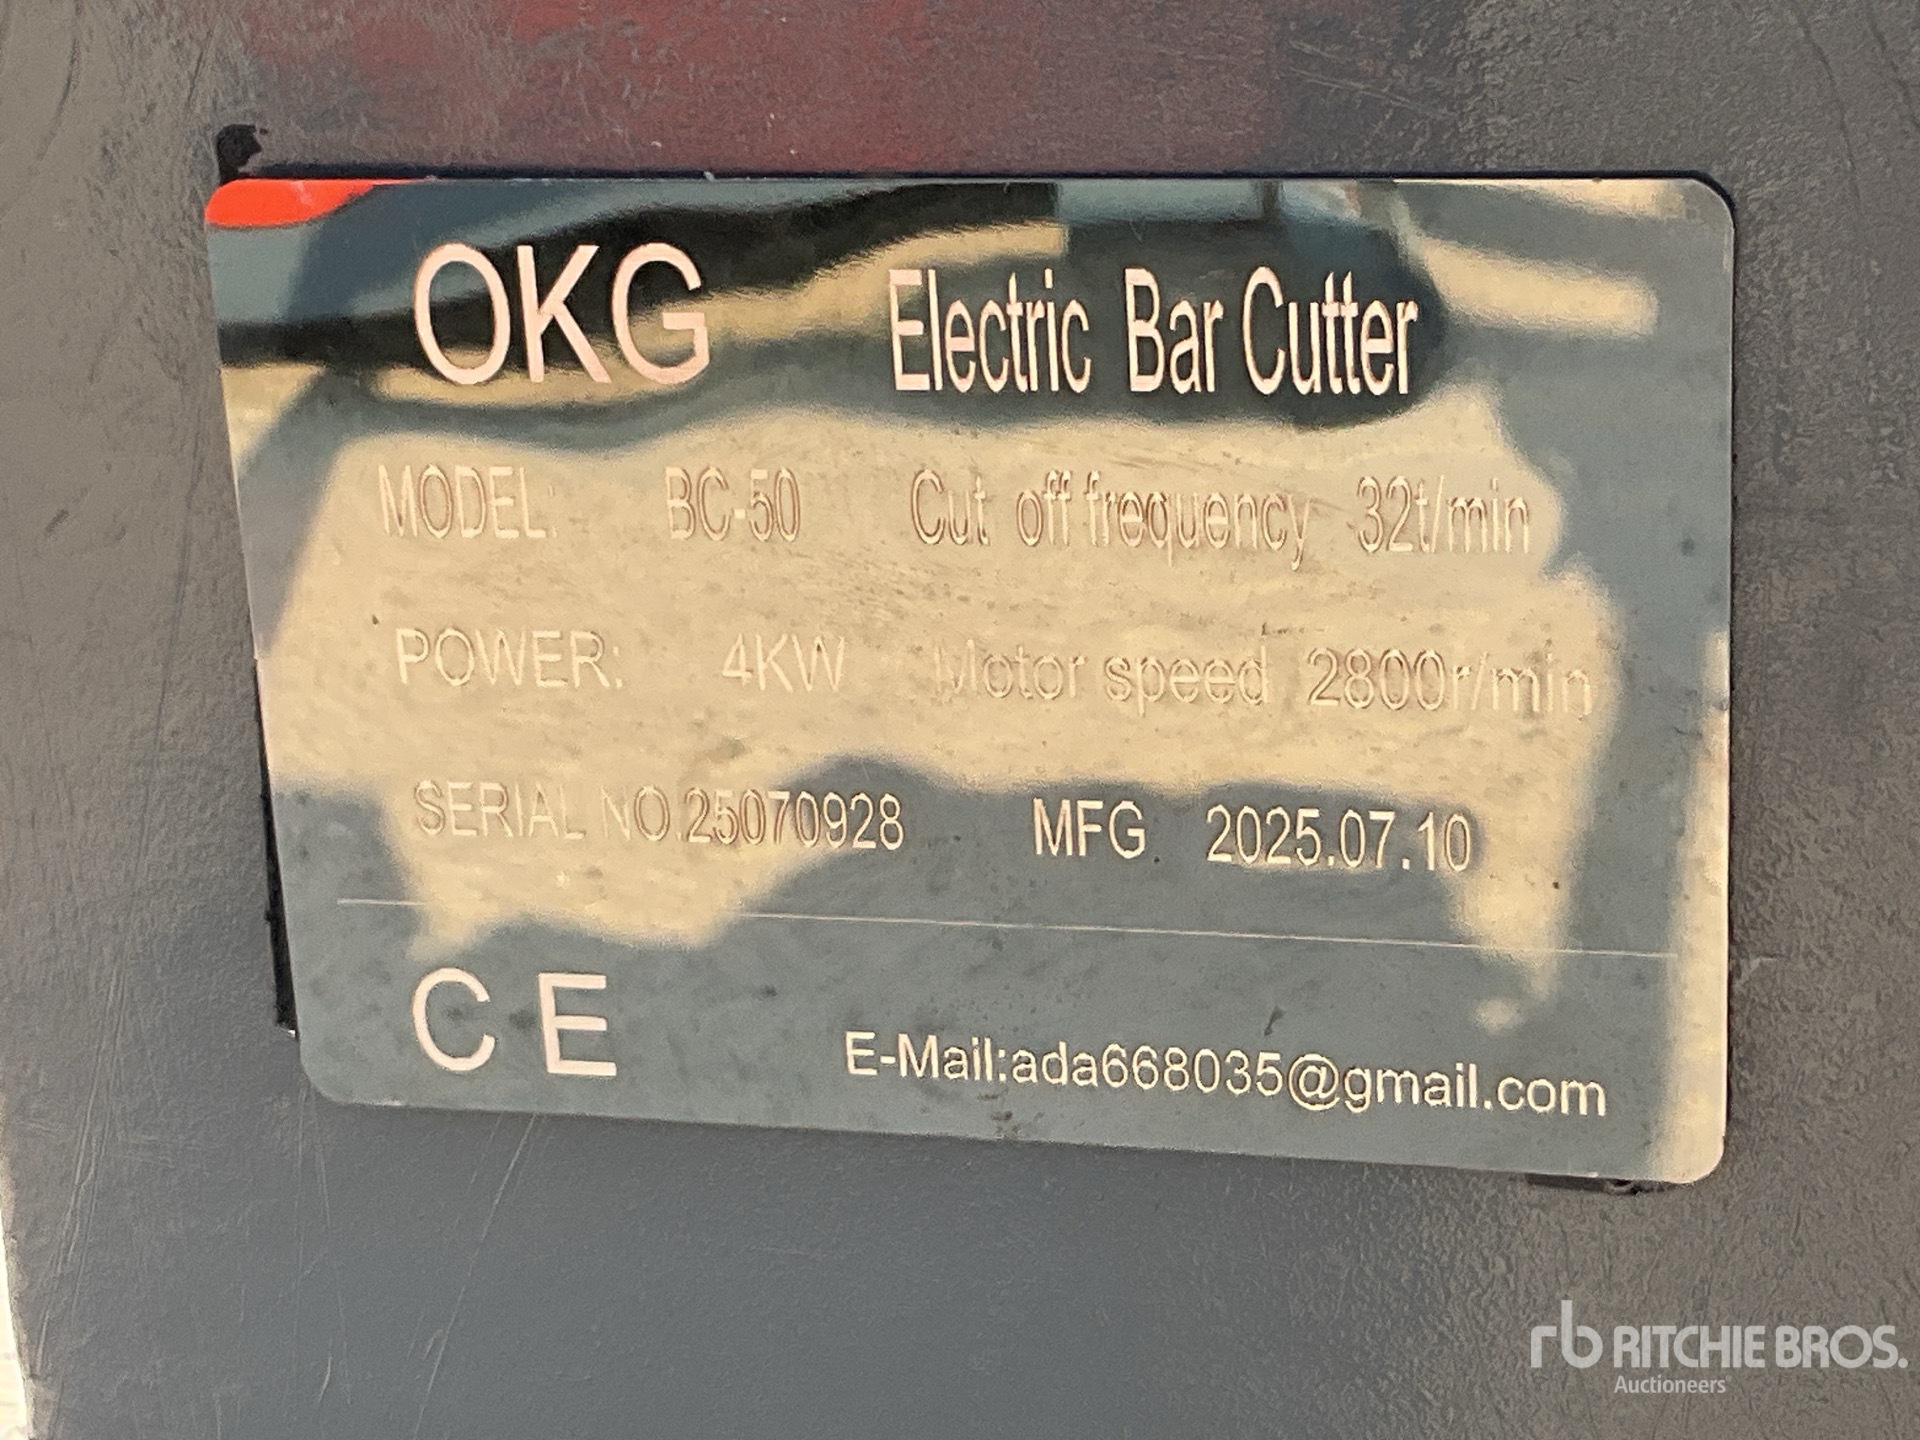 OKG Electric Bar Cutter
MODEL: BC-50 Cut off frequency 32t/min
POWER: 4KW Motor speed 2800r/min
SERIAL NO.25070928 MFG 2025.07.10
CE E-Mail:ada668035@gmail.com
rb RITCHIE BROS.
Auctioneers